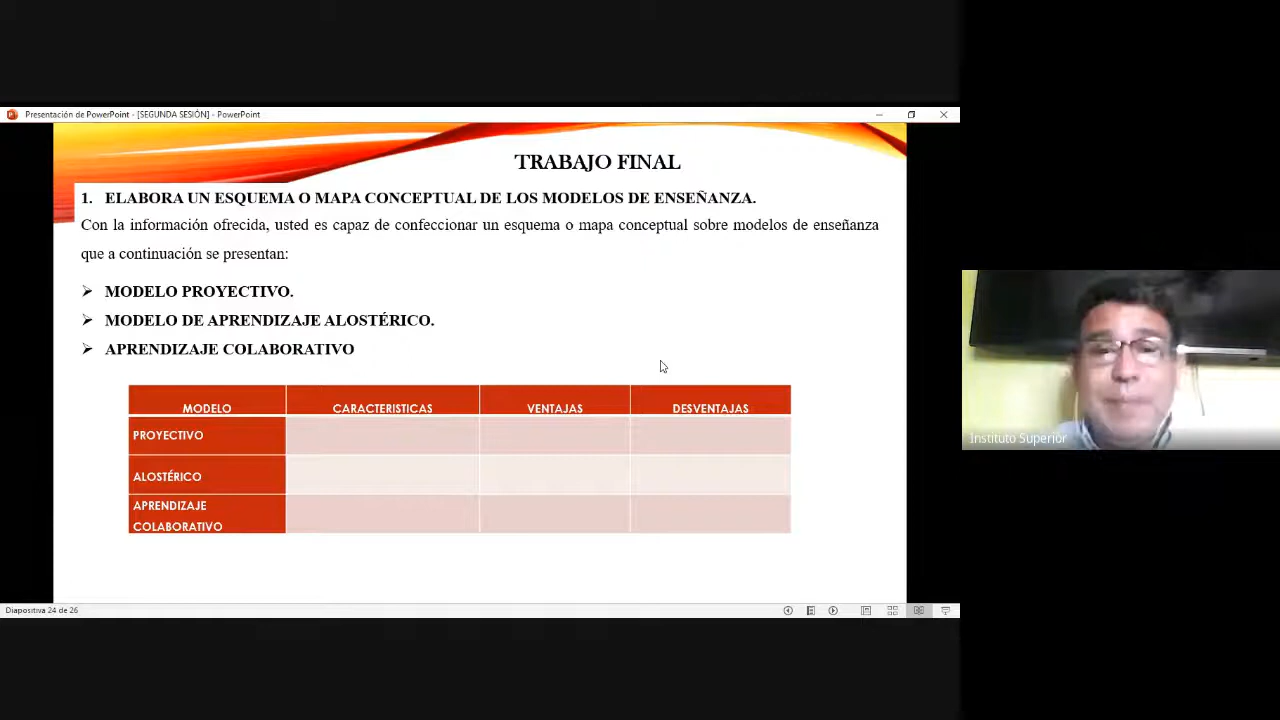 Presentación de PowerPoint - [SEGUNDA SESIÓN] - PowerPoint
TRABAJO FINAL
1. ELABORA UN ESQUEMA O MAPA CONCEPTUAL DE LOS MODELOS DE ENSEÑANZA.
Con la información ofrecida, usted es capaz de confeccionar un esquema o mapa conceptual sobre modelos de enseñanza
que a continuación se presentan:
➢ MODELO PROYECTIVO.
➢ MODELO DE APRENDIZAJE ALOSTÉRICO.
➢ APRENDIZAJE COLABORATIVO
MODELO CARACTERISTICAS VENTAJAS DESVENTAJAS
PROYECTIVO
ALOSTÉRICO
APRENDIZAJE
COLABORATIVO
Instituto Superior
Diapositiva 24 de 26